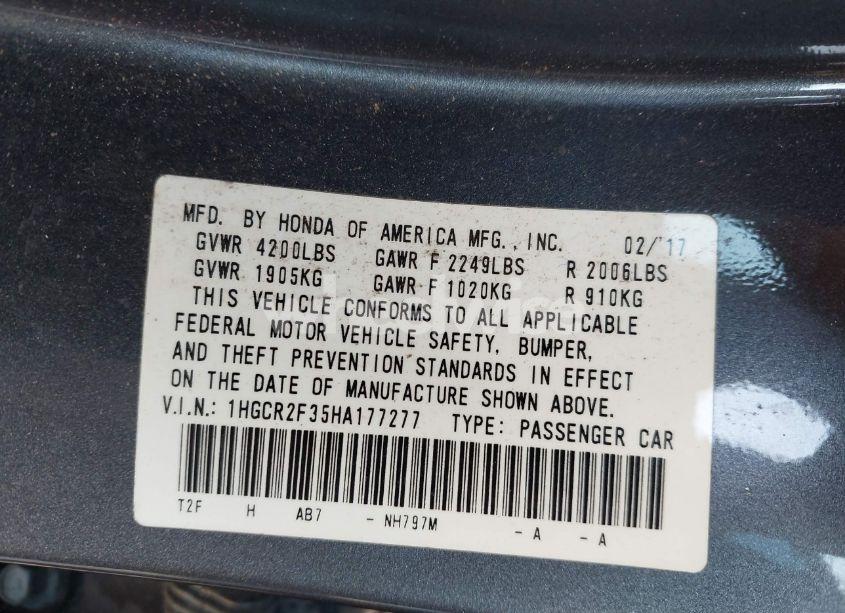 MFD. BY HONDA OF AMERICA MFG., INC. 02/'17
GVWR 4200LBS GAWR F 2249LBS R 2006LBS
GVWR 1905KG GAWR F 1020KG R 910KG
THIS VEHICLE CONFORMS TO ALL APPLICABLE
FEDERAL MOTOR VEHICLE SAFETY, BUMPER,
AND THEFT PREVENTION STANDARDS IN EFFECT
ON THE DATE OF MANUFACTURE SHOWN ABOVE.
V.I.N.: 1HGCR2F35HA177277 TYPE: PASSENGER CAR
T2F H AB7 - NH797M - A - A